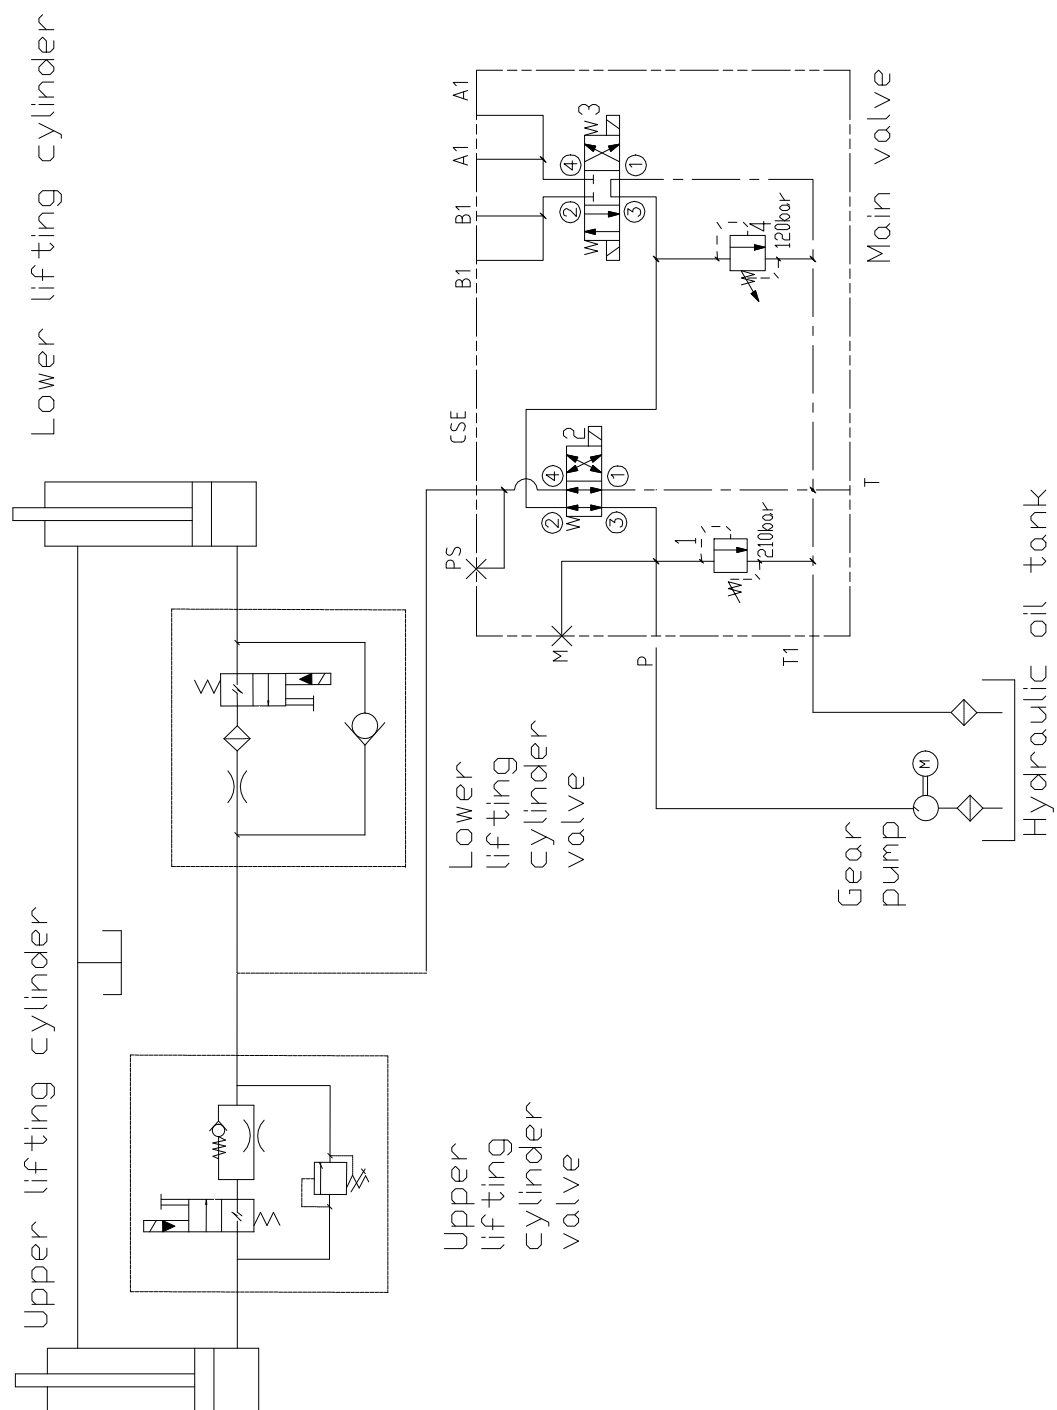 Lower lifting cylinder
Upper lifting cylinder
A1
A1
B1
B1
CSE
PS
M
P
T1
T
W
3
W
4
2
1
3
2
4
2
1
3
W
W
4
120bar
1
210bar
W
Main valve
Lower
lifting
cylinder
valve
Upper
lifting
cylinder
valve
Gear
pump
M
Hydraulic oil tank